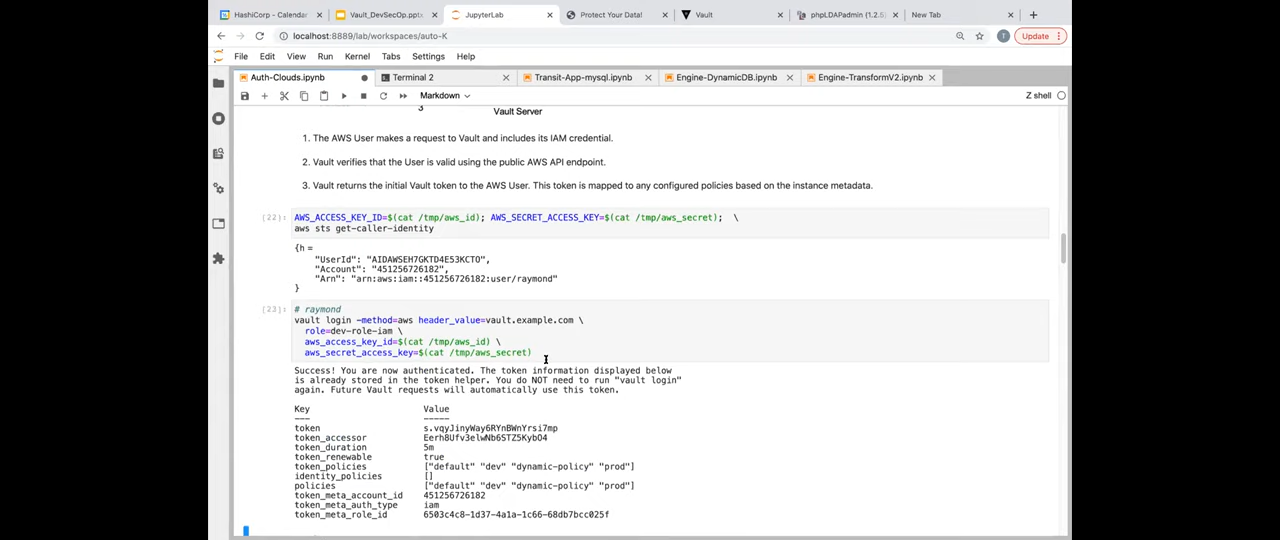 HashiCorp - Calendar
Vault_DevSecOp.pptx
JupyterLab
Protect Your Data!
Vault
phpLDAPadmin (1.2.5)
New Tab
localhost:8889/lab/workspaces/auto-K
T
Update
File Edit View Run Kernel Tabs Settings Help
Auth-Clouds.ipynb
Terminal 2
Transit-App-mysql.ipynb
Engine-DynamicDB.ipynb
Engine-TransformV2.ipynb
Markdown
Z shell
3 Vault Server
1. The AWS User makes a request to Vault and includes its IAM credential.
2. Vault verifies that the User is valid using the public AWS API endpoint.
3. Vault returns the initial Vault token to the AWS User. This token is mapped to any configured policies based on the instance metadata.
[22]: AWS_ACCESS_KEY_ID=$(cat /tmp/aws_id); AWS_SECRET_ACCESS_KEY=$(cat /tmp/aws_secret); \
aws sts get-caller-identity
{h =
"UserId": "AIDAWSEH7GKTD4E53KCTO",
"Account": "451256726182",
"Arn": "arn:aws:iam::451256726182:user/raymond"
}
[23]: # raymond
vault login -method=aws header_value=vault.example.com \
role=dev-role-iam \
aws_access_key_id=$(cat /tmp/aws_id) \
aws_secret_access_key=$(cat /tmp/aws_secret)
Success! You are now authenticated. The token information displayed below
is already stored in the token helper. You do NOT need to run "vault login"
again. Future Vault requests will automatically use this token.
Key Value
--- -----
token s.vqyJinyWay6RYnBWnYrsi7mp
token_accessor Eerh8Ufv3elwNb6STZ5KybO4
token_duration 5m
token_renewable true
token_policies ["default" "dev" "dynamic-policy" "prod"]
identity_policies []
policies ["default" "dev" "dynamic-policy" "prod"]
token_meta_account_id 451256726182
token_meta_auth_type iam
token_meta_role_id 6503c4c8-1d37-4a1a-1c66-68db7bcc025f